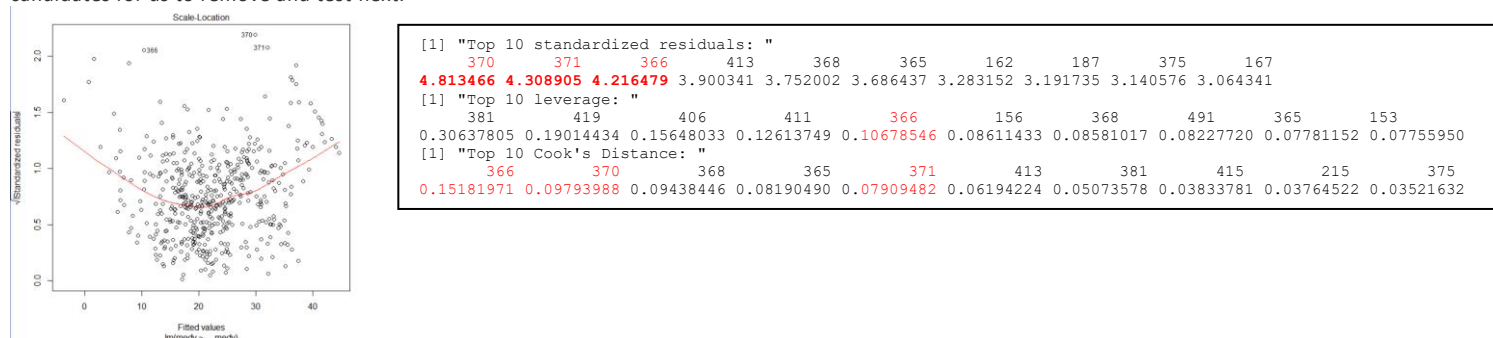 candidates for us to remove and test next.
Scale-Location
370
371
366
√|Standardized residuals|
2.0
1.5
1.0
0.5
0.0
0 10 20 30 40
Fitted values
lm(medv ~ . - medv)
[1] "Top 10 standardized residuals: "
370 371 366 413 368 365 162 187 375 167
4.813466 4.308905 4.216479 3.900341 3.752002 3.686437 3.283152 3.191735 3.140576 3.064341
[1] "Top 10 leverage: "
381 419 406 411 366 156 368 491 365 153
0.30637805 0.19014434 0.15648033 0.12613749 0.10678546 0.08611433 0.08581017 0.08227720 0.07781152 0.07755950
[1] "Top 10 Cook's Distance: "
366 370 368 365 371 413 381 415 215 375
0.15181971 0.09793988 0.09438446 0.08190490 0.07909482 0.06194224 0.05073578 0.03833781 0.03764522 0.03521632